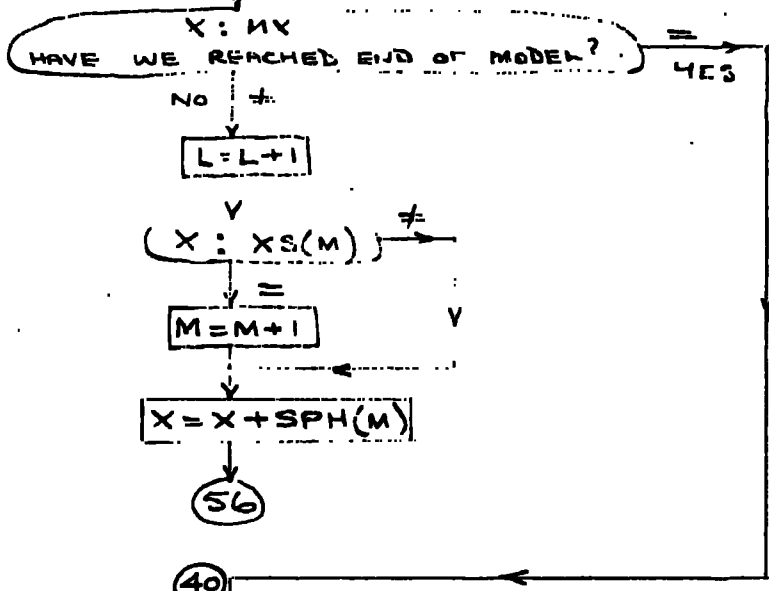 X : NX
HAVE WE REACHED END OF MODEL?
=
YES
NO ≠
L=L+1
X : XS(M) ≠
=
M=M+1
X=X+SPH(M)
56
40